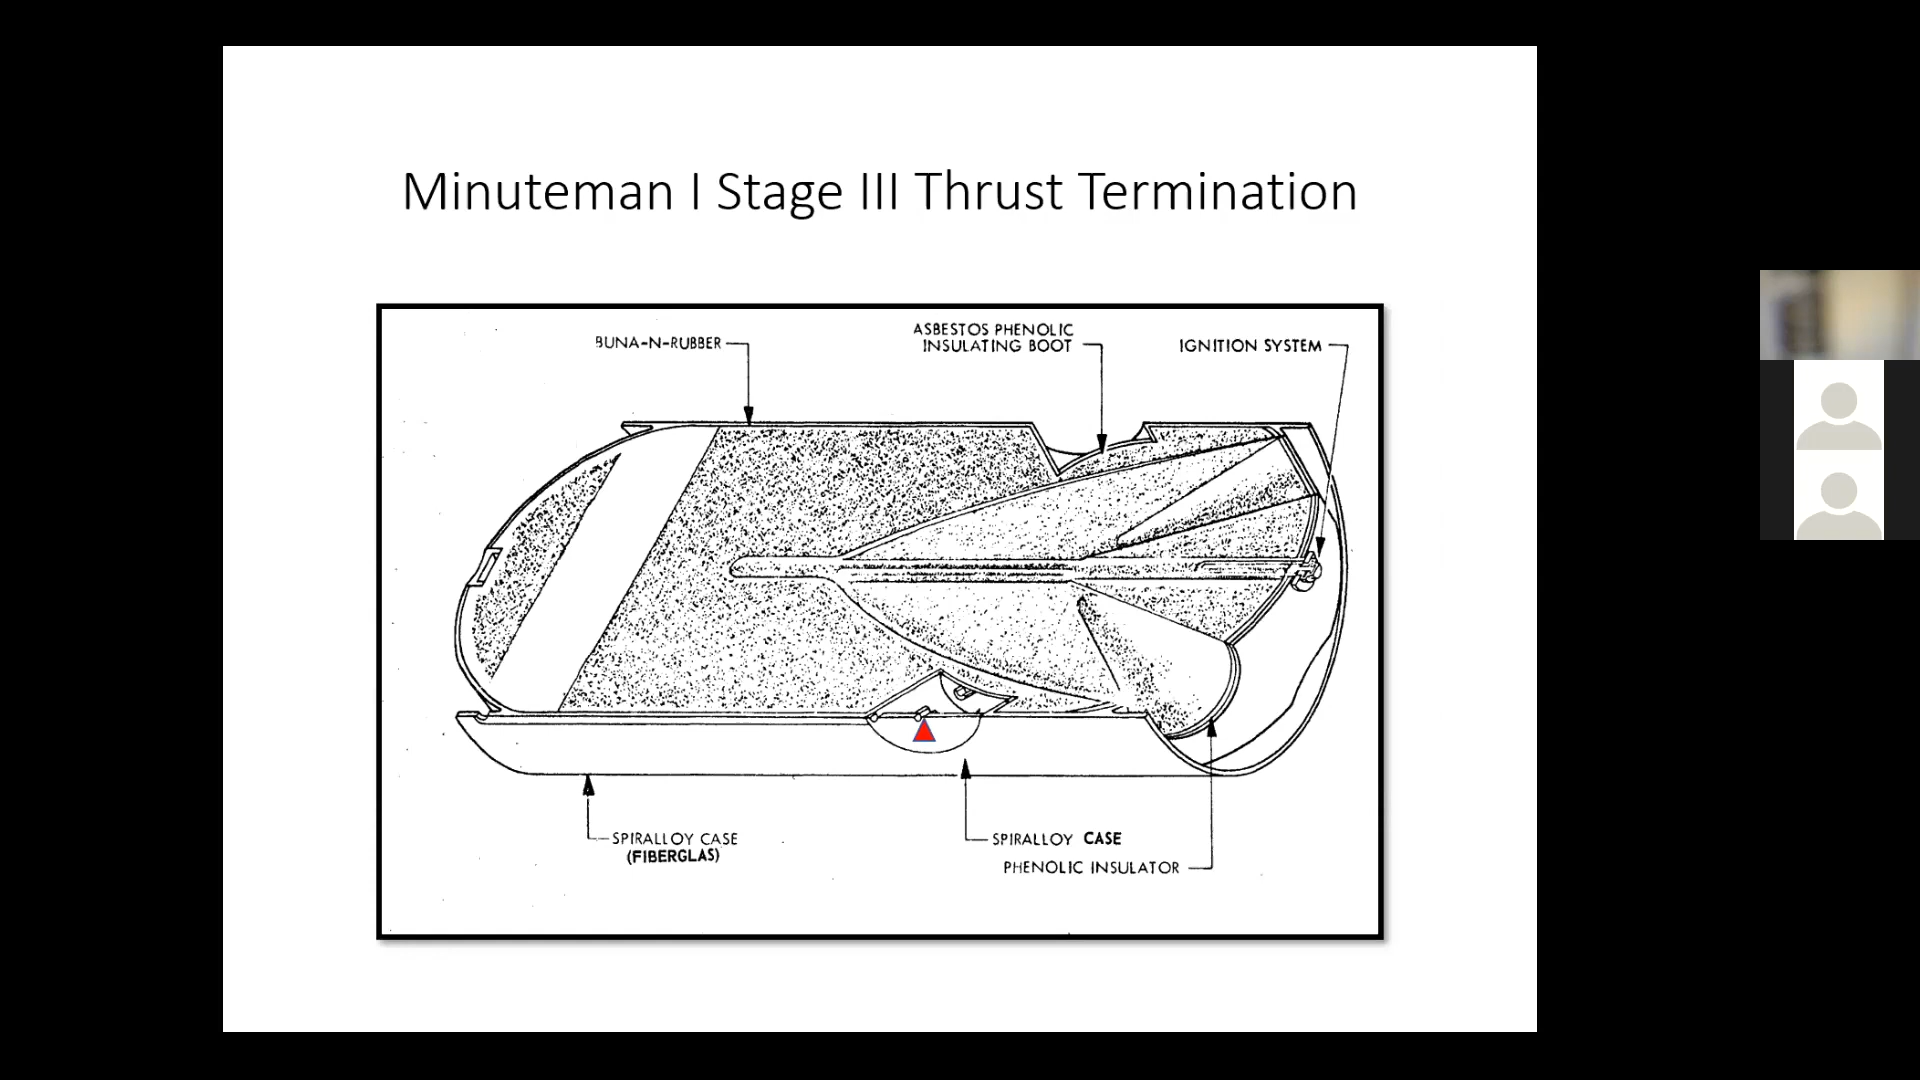 Minuteman I Stage III Thrust Termination
BUNA-N-RUBBER
ASBESTOS PHENOLIC
INSULATING BOOT
IGNITION SYSTEM
SPIRALLOY CASE
(FIBERGLAS)
SPIRALLOY CASE
PHENOLIC INSULATOR